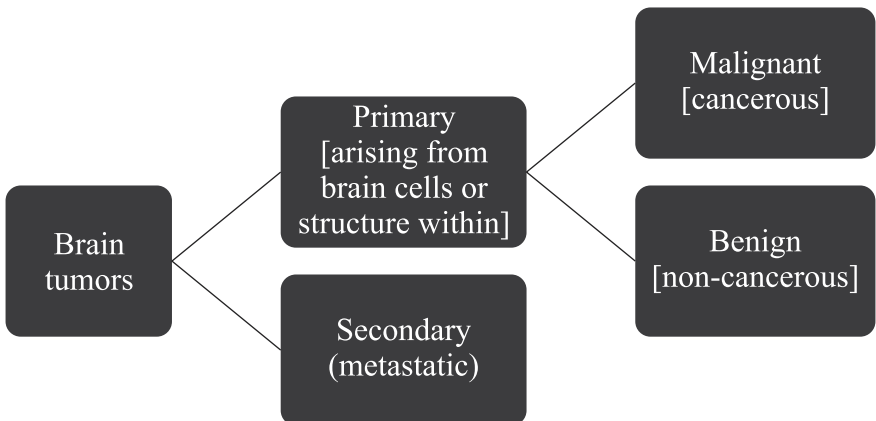 Brain
tumors
Primary
[arising from
brain cells or
structure within]
Secondary
(metastatic)
Malignant
[cancerous]
Benign
[non-cancerous]